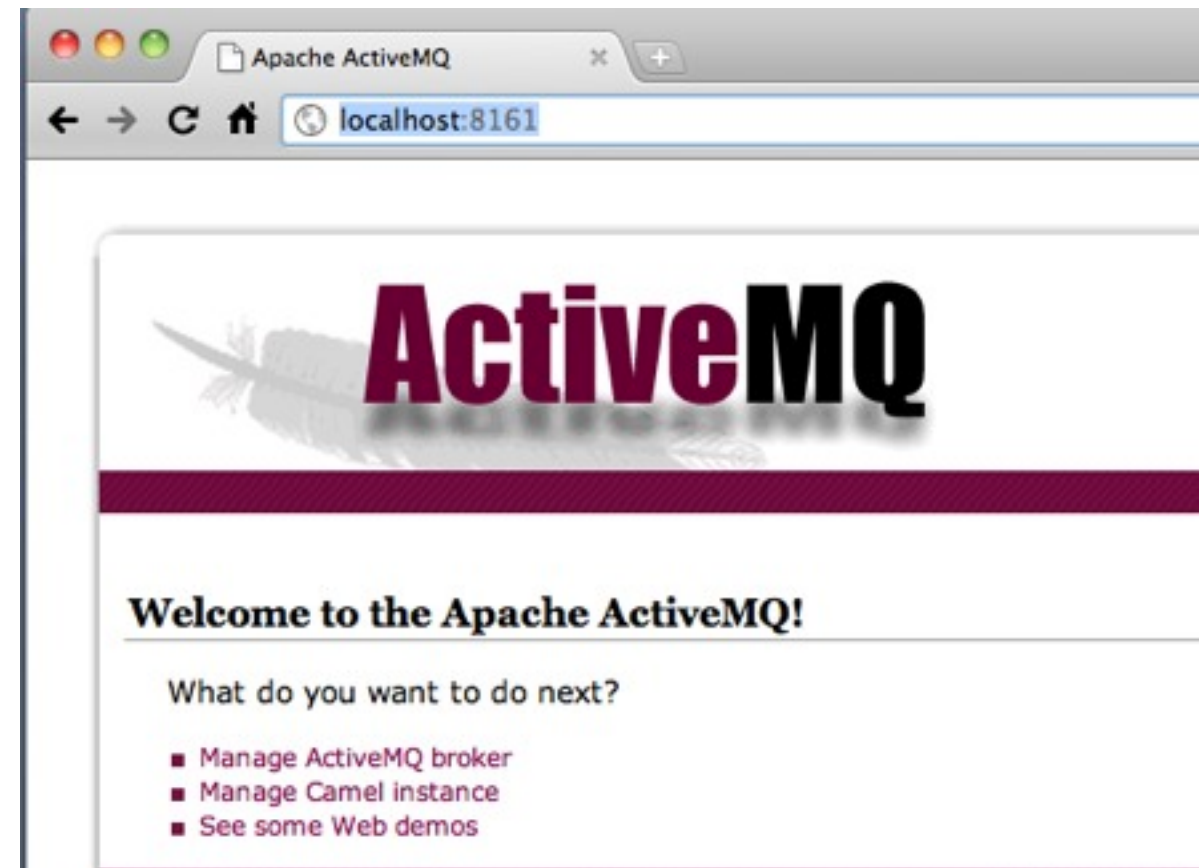 Apache ActiveMQ
localhost:8161
ActiveMQ
Welcome to the Apache ActiveMQ!
What do you want to do next?
Manage ActiveMQ broker
Manage Camel instance
See some Web demos